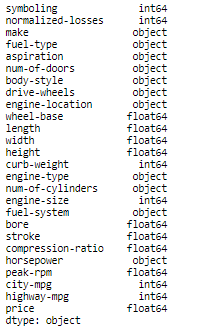 symboling int64
normalized-losses int64
make object
fuel-type object
aspiration object
num-of-doors object
body-style object
drive-wheels object
engine-location object
wheel-base float64
length float64
width float64
height float64
curb-weight int64
engine-type object
num-of-cylinders object
engine-size int64
fuel-system object
bore float64
stroke float64
compression-ratio float64
horsepower object
peak-rpm float64
city-mpg int64
highway-mpg int64
price float64
dtype: object